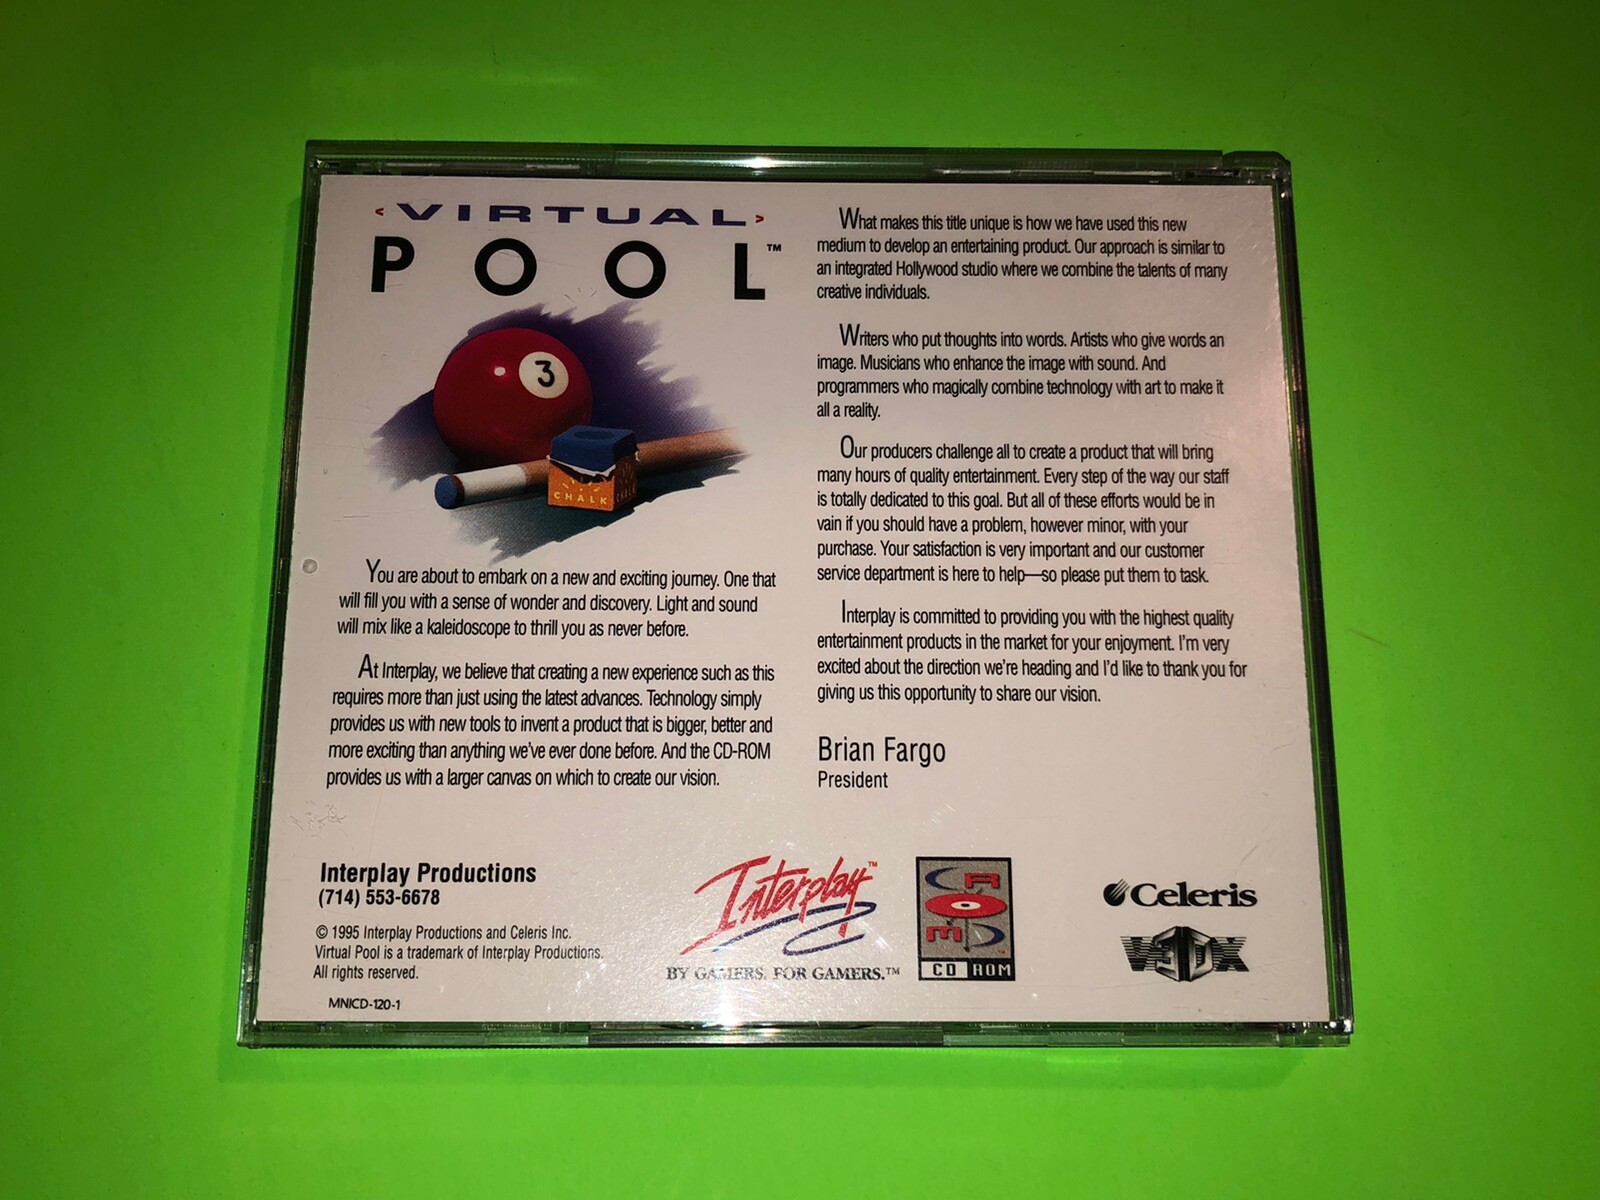 <VIRTUAL>
POOL™
3
CHALK
You are about to embark on a new and exciting journey. One that
will fill you with a sense of wonder and discovery. Light and sound
will mix like a kaleidoscope to thrill you as never before.
At Interplay, we believe that creating a new experience such as this
requires more than just using the latest advances. Technology simply
provides us with new tools to invent a product that is bigger, better and
more exciting than anything we've ever done before. And the CD-ROM
provides us with a larger canvas on which to create our vision.
What makes this title unique is how we have used this new
medium to develop an entertaining product. Our approach is similar to
an integrated Hollywood studio where we combine the talents of many
creative individuals.
Writers who put thoughts into words. Artists who give words an
image. Musicians who enhance the image with sound. And
programmers who magically combine technology with art to make it
all a reality.
Our producers challenge all to create a product that will bring
many hours of quality entertainment. Every step of the way our staff
is totally dedicated to this goal. But all of these efforts would be in
vain if you should have a problem, however minor, with your
purchase. Your satisfaction is very important and our customer
service department is here to help—so please put them to task.
Interplay is committed to providing you with the highest quality
entertainment products in the market for your enjoyment. I'm very
excited about the direction we're heading and I'd like to thank you for
giving us this opportunity to share our vision.
Brian Fargo
President
Interplay Productions
(714) 553-6678
© 1995 Interplay Productions and Celeris Inc.
Virtual Pool is a trademark of Interplay Productions.
All rights reserved.
MNICD-120-1
Interplay™
BY GAMERS. FOR GAMERS.™
CD ROM
CD ROM
Celeris
V3DX